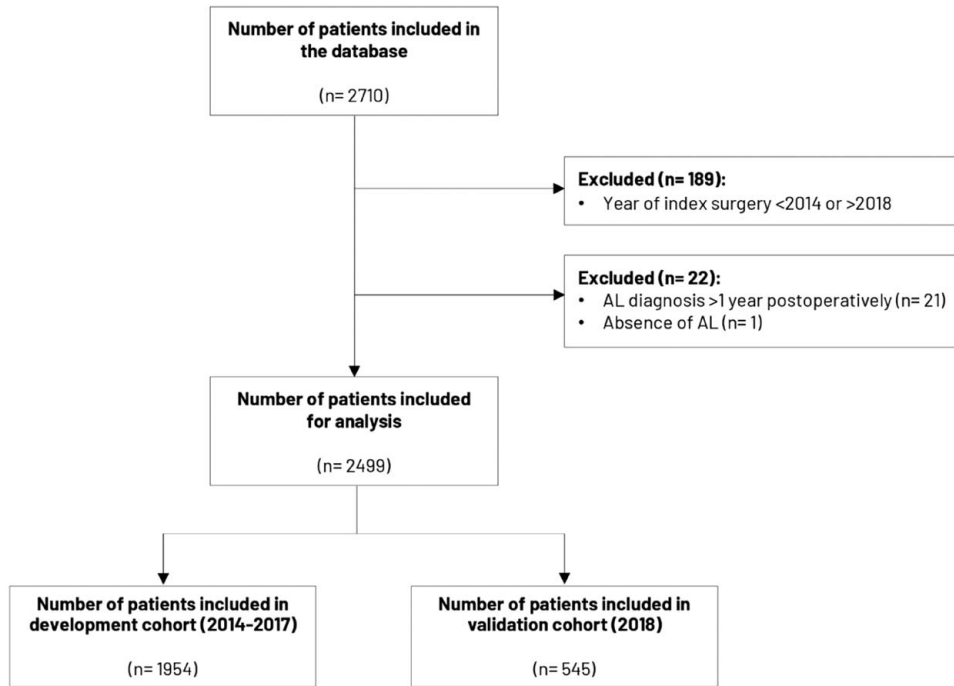 Number of patients included in
the database
(n= 2710)
Excluded (n= 189):
• Year of index surgery <2014 or >2018
Excluded (n= 22):
• AL diagnosis >1 year postoperatively (n= 21)
• Absence of AL (n= 1)
Number of patients included
for analysis
(n= 2499)
Number of patients included in
development cohort (2014-2017)
(n= 1954)
Number of patients included in
validation cohort (2018)
(n= 545)